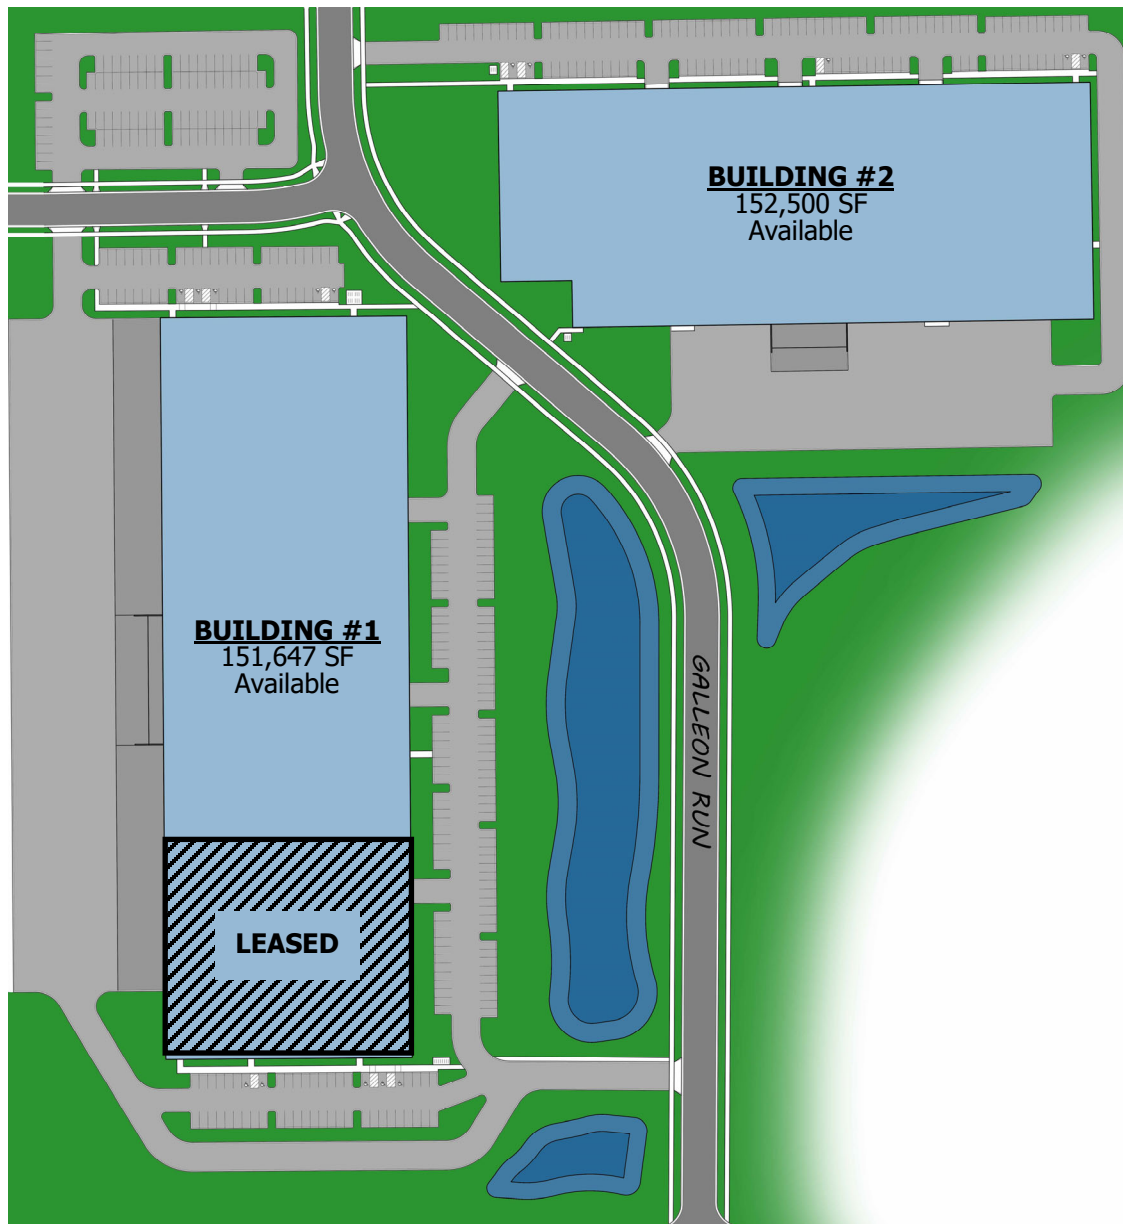 BUILDING #2
152,500 SF
Available
BUILDING #1
151,647 SF
Available
GALLEON RUN
LEASED